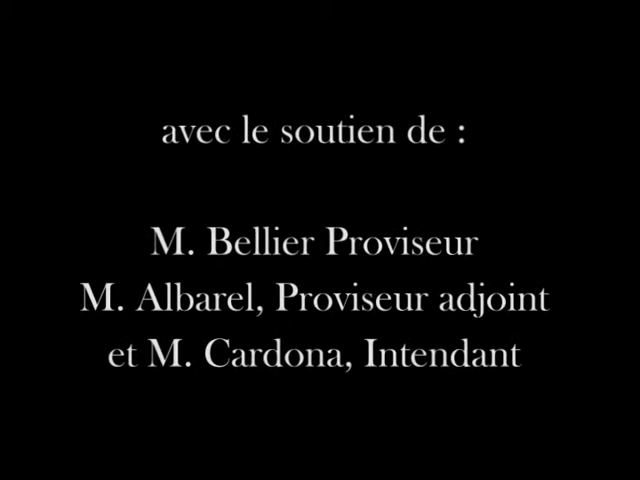 avec le soutien de :
M. Bellier Proviseur
M. Albarel, Proviseur adjoint
et M. Cardona, Intendant